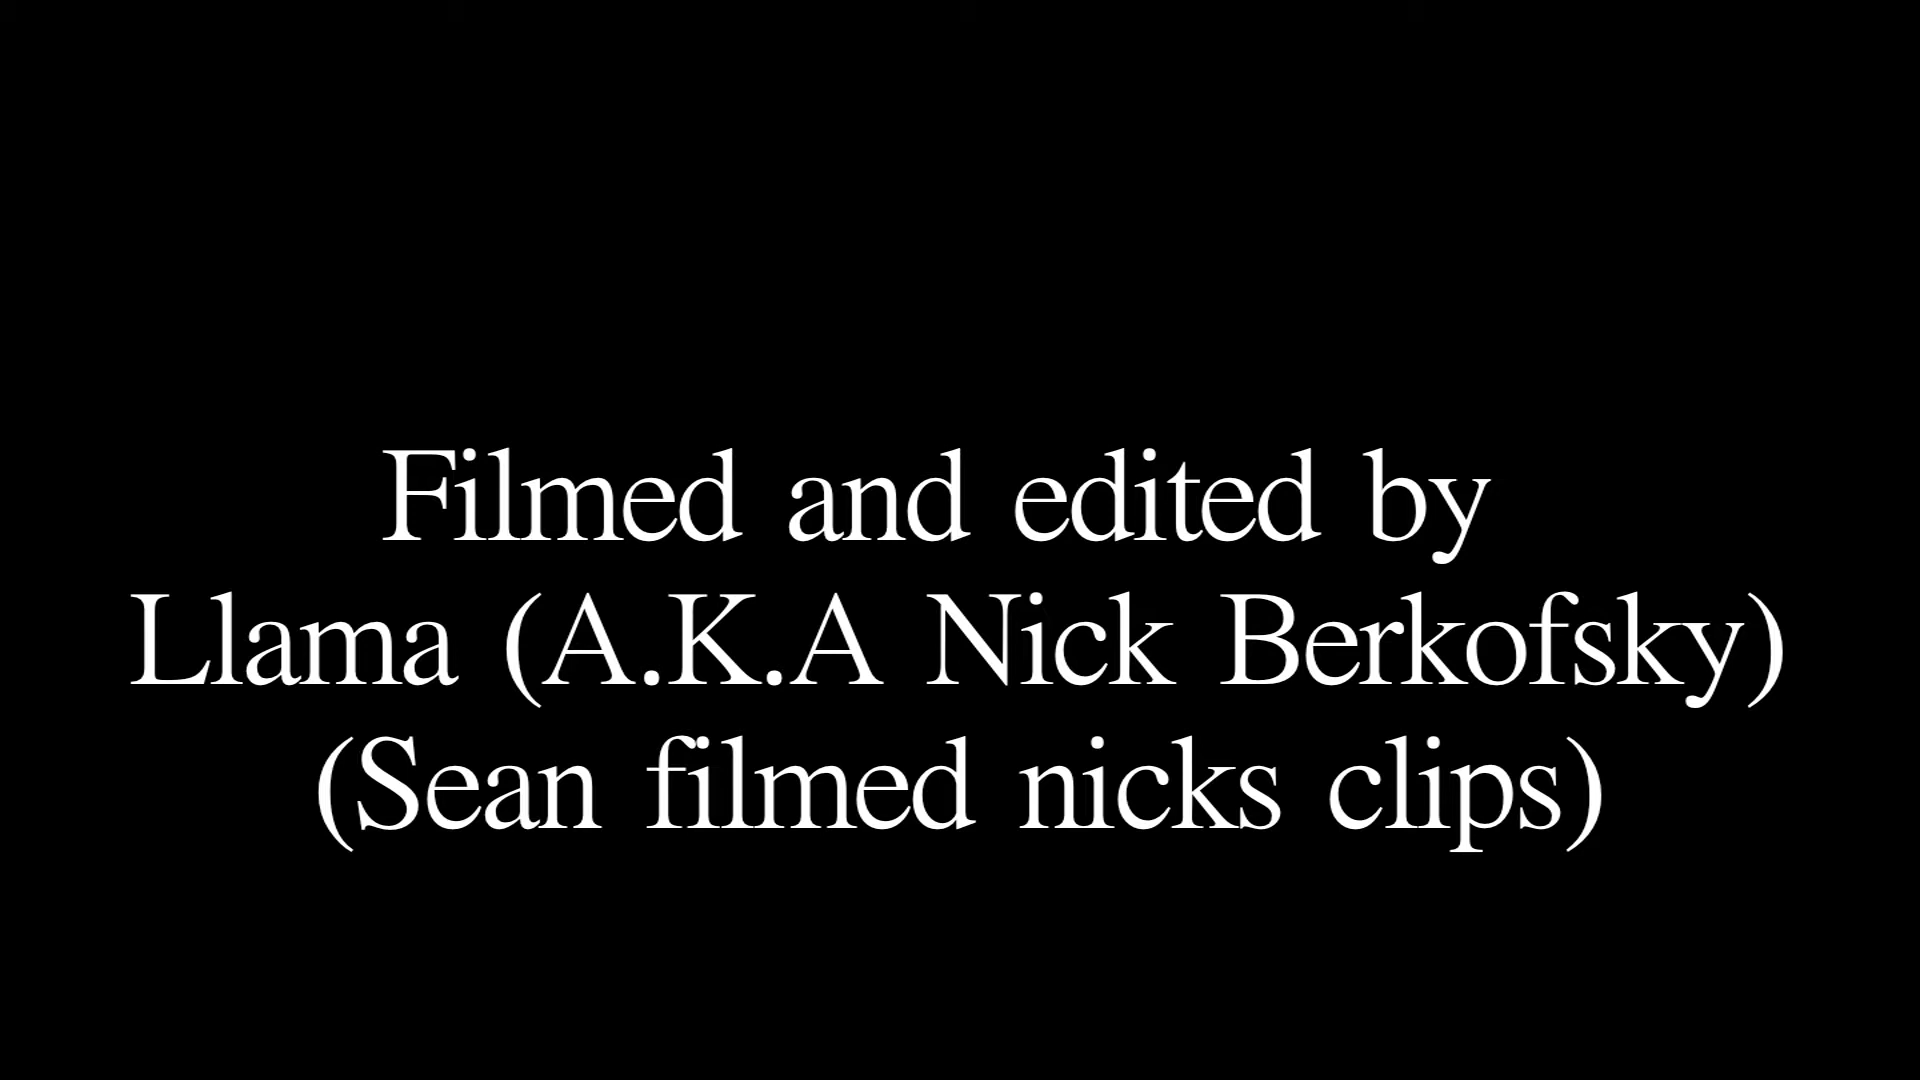 Filmed and edited by
Llama (A.K.A Nick Berkofsky)
(Sean filmed nicks clips)